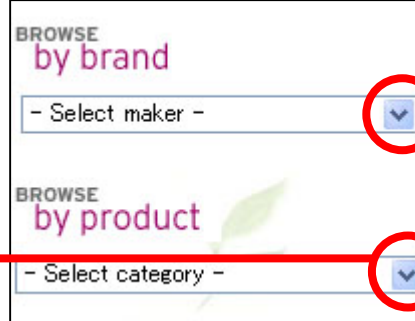 BROWSE
by brand
- Select maker -
BROWSE
by product
- Select category -